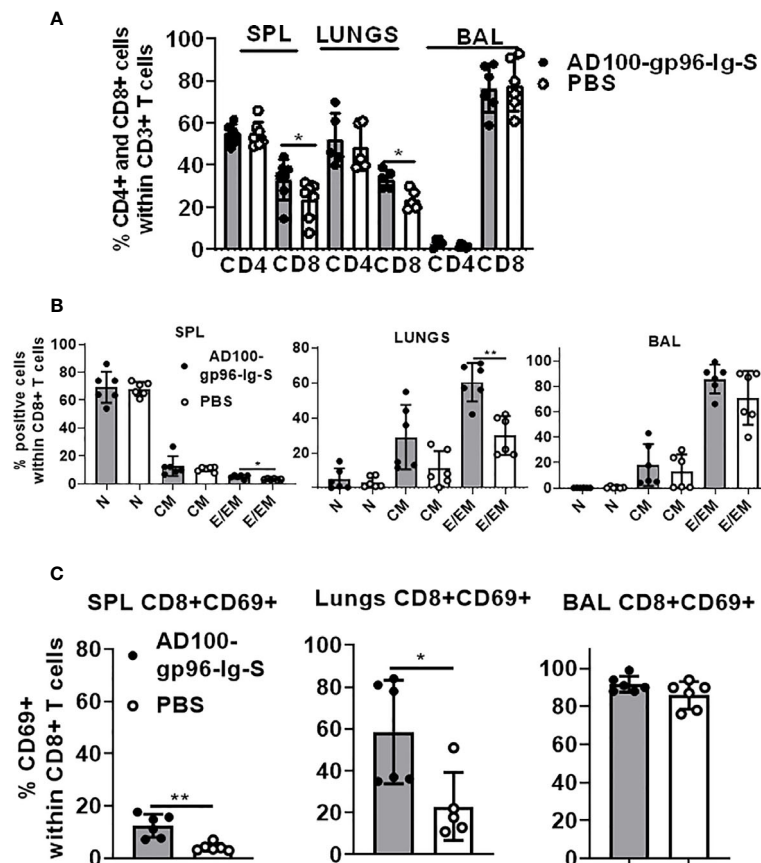 A
SPL LUNGS BAL
AD100-gp96-Ig-S
PBS
% CD4+ and CD8+ cells
within CD3+ T cells
100
80
60
40
20
0
*
*
CD4 CD8 CD4 CD8 CD4 CD8
B
SPL
% positive cells
within CD8+ T cells
100
80
60
40
20
0
AD100-
gp96-Ig-S
PBS
*
N N CM CM E/EM E/EM
LUNGS
80
60
40
20
**
N N CM CM E/EM E/EM
BAL
100
80
60
40
20
0
N N CM CM E/EM E/EM
C
SPL CD8+CD69+
% CD69+
within CD8+ T cells
80
60
40
20
0
AD100-
gp96-Ig-S
PBS
**
Lungs CD8+CD69+
100
80
60
40
20
0
*
BAL CD8+CD69+
100
80
60
40
20
0